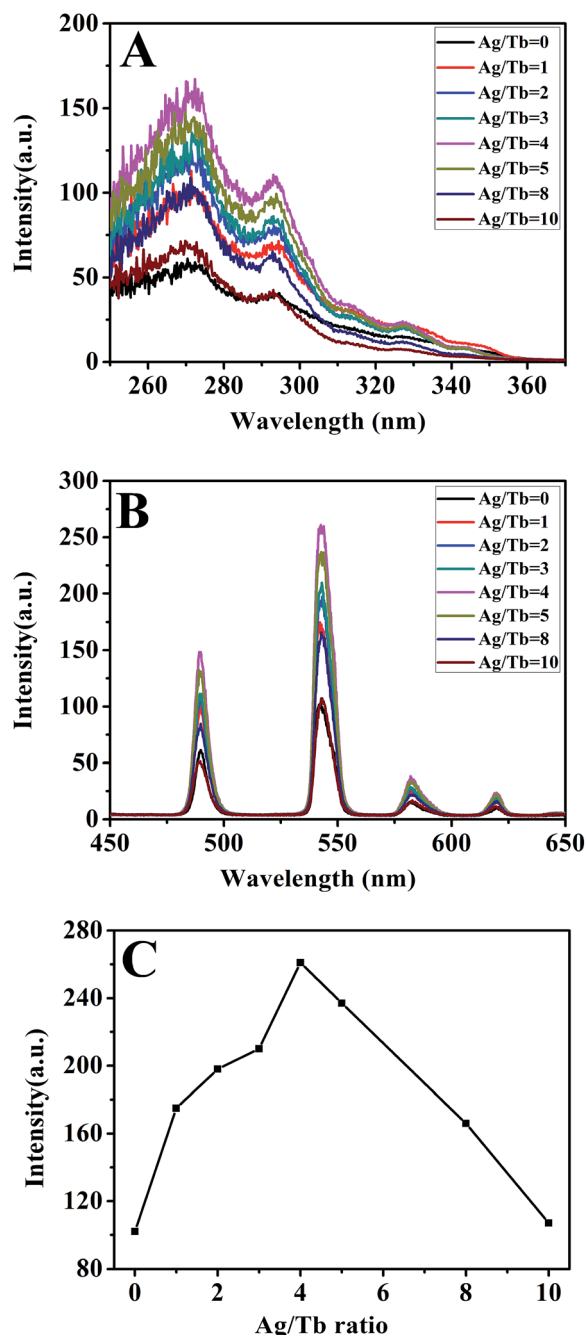 A
200
150
100
50
0
Intensity(a.u.)
Ag/Tb=0
Ag/Tb=1
Ag/Tb=2
Ag/Tb=3
Ag/Tb=4
Ag/Tb=5
Ag/Tb=8
Ag/Tb=10
260 280 300 320 340 360
Wavelength (nm)
B
300
250
200
150
100
50
0
Intensity(a.u.)
Ag/Tb=0
Ag/Tb=1
Ag/Tb=2
Ag/Tb=3
Ag/Tb=4
Ag/Tb=5
Ag/Tb=8
Ag/Tb=10
450 500 550 600 650
Wavelength (nm)
C
280
240
200
160
120
80
Intensity(a.u.)
0 2 4 6 8 10
Ag/Tb ratio